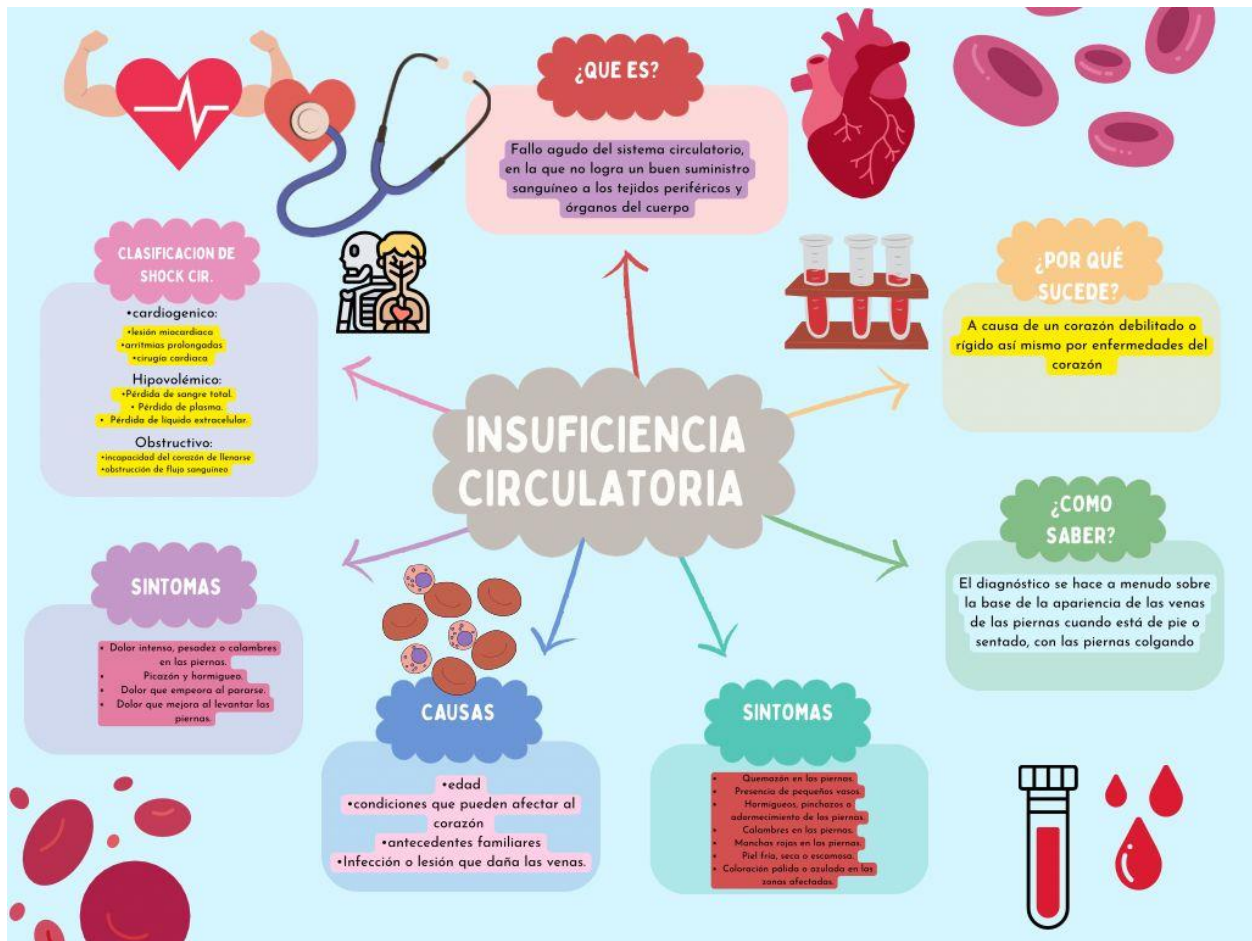 ¿QUE ES?
Fallo agudo del sistema circulatorio,
en la que no logra un buen suministro
sanguíneo a los tejidos periféricos y
órganos del cuerpo
CLASIFICACION DE
SHOCK CIR.
•cardiogenico:
•lesión miocardiaca
•arritmias prolongadas
•cirugía cardiaca
Hipovolémico:
•Pérdida de sangre total.
• Pérdida de plasma.
• Pérdida de líquido extracelular.
Obstructivo:
•incapacidad del corazón de llenarse
•obstrucción de flujo sanguíneo
¿POR QUÉ
SUCEDE?
A causa de un corazón debilitado o
rígido así mismo por enfermedades del
corazón
INSUFICIENCIA
CIRCULATORIA
¿COMO
SABER?
El diagnóstico se hace a menudo sobre
la base de la apariencia de las venas
de las piernas cuando está de pie o
sentado, con las piernas colgando
SINTOMAS
• Dolor intenso, pesadez o calambres
en las piernas.
• Picazón y hormigueo.
• Dolor que empeora al pararse.
• Dolor que mejora al levantar las
piernas.
CAUSAS
•edad
•condiciones que pueden afectar al
corazón
•antecedentes familiares
•Infección o lesión que daña las venas.
SINTOMAS
• Quemazón en las piernas.
• Presencia de pequeños vasos.
• Hormigueos, pinchazos o
adormecimiento de las piernas.
• Calambres en las piernas.
• Manchas rojas en las piernas.
• Piel fría, seca o escamosa.
• Coloración pálida o azulada en las
zonas afectadas.